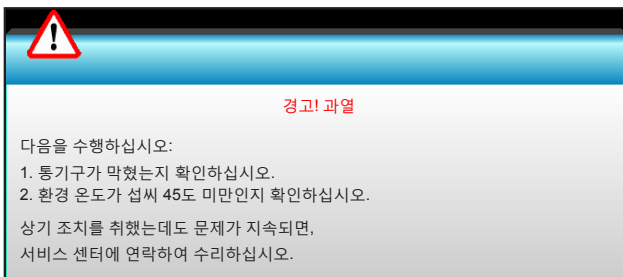 경고! 과열
다음을 수행하십시오:
1. 통기구가 막혔는지 확인하십시오.
2. 환경 온도가 섭씨 45도 미만인지 확인하십시오.
상기 조치를 취했는데도 문제가 지속되면,
서비스 센터에 연락하여 수리하십시오.